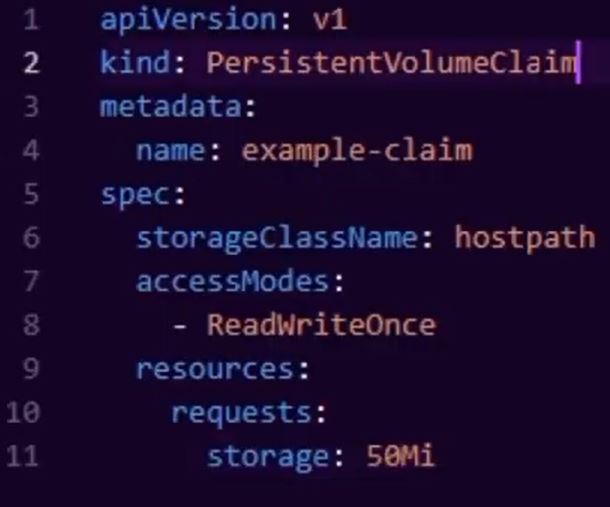 1 apiVersion: v1
2 kind: PersistentVolumeClaim
3 metadata:
4   name: example-claim
5 spec:
6   storageClassName: hostpath
7   accessModes:
8     - ReadWriteOnce
9   resources:
10     requests:
11       storage: 50Mi